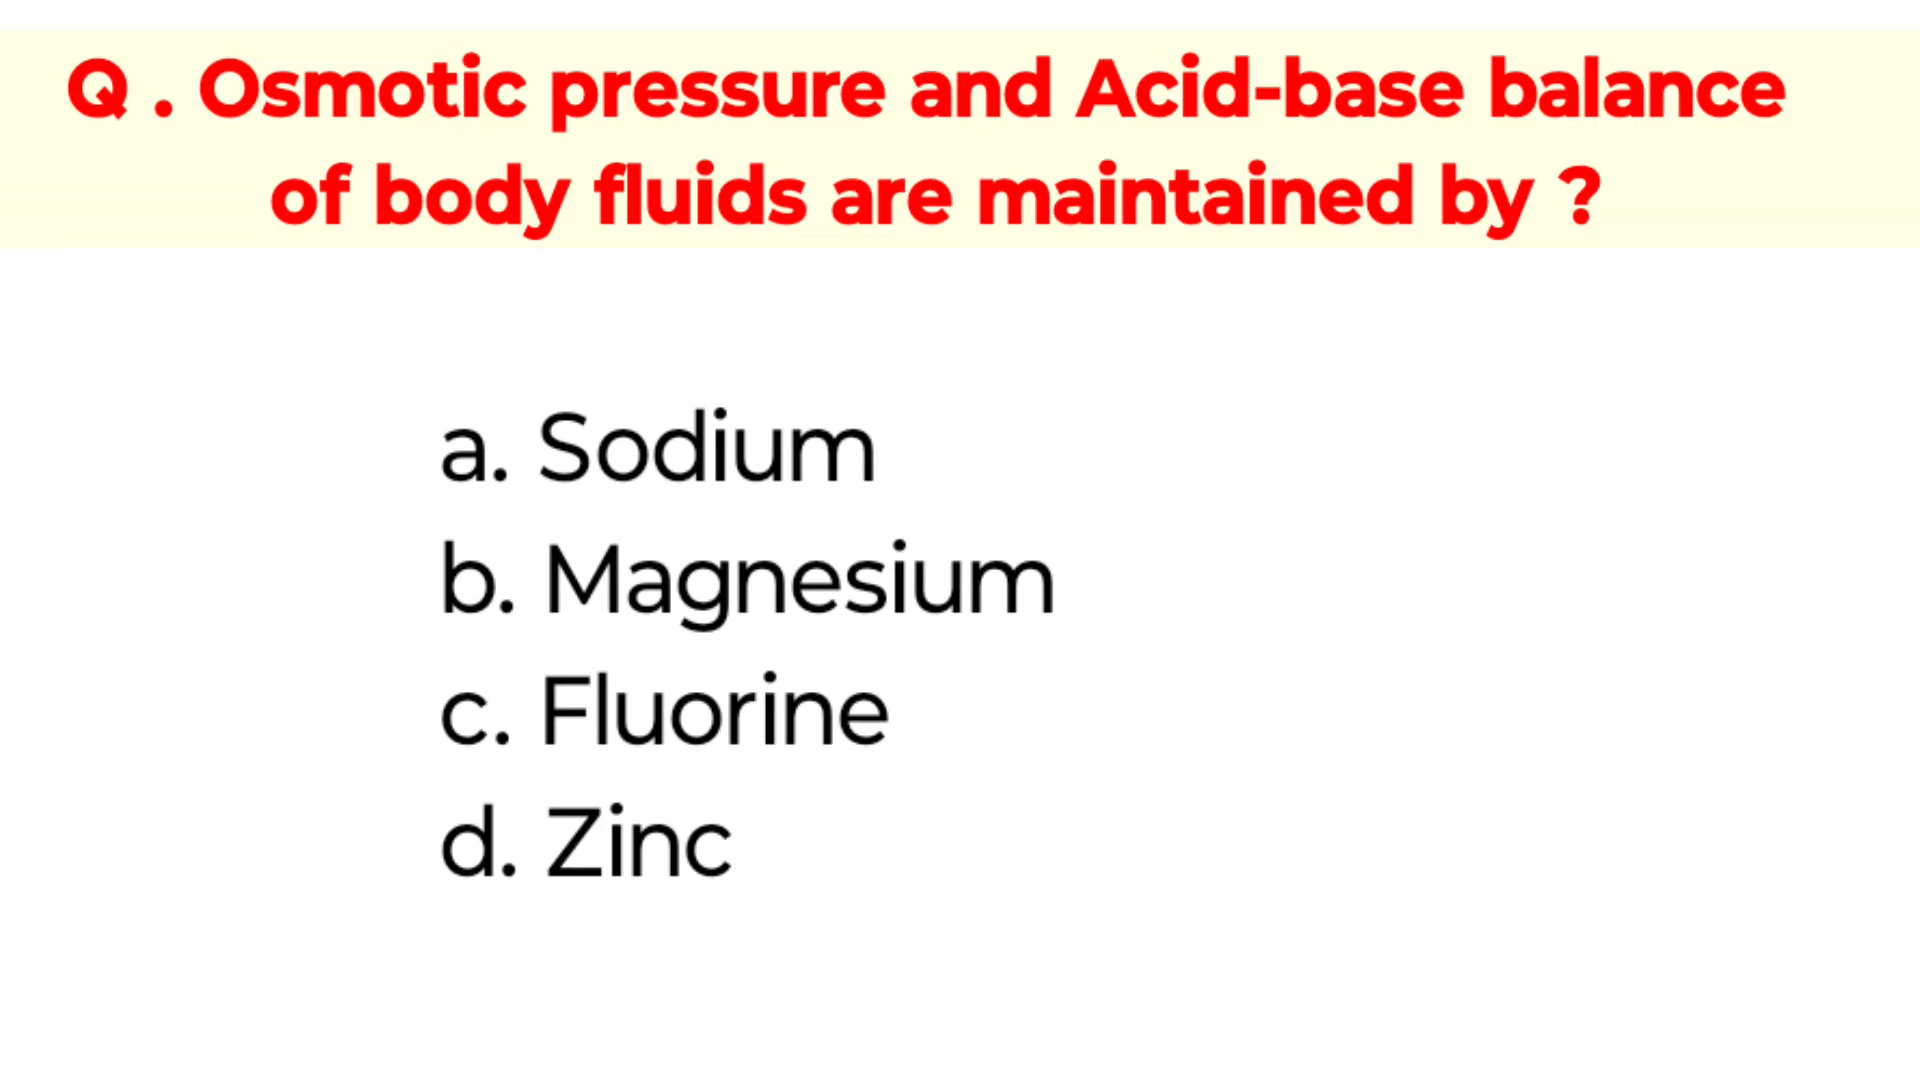 Q . Osmotic pressure and Acid-base balance
of body fluids are maintained by ?
a. Sodium
b. Magnesium
c. Fluorine
d. Zinc